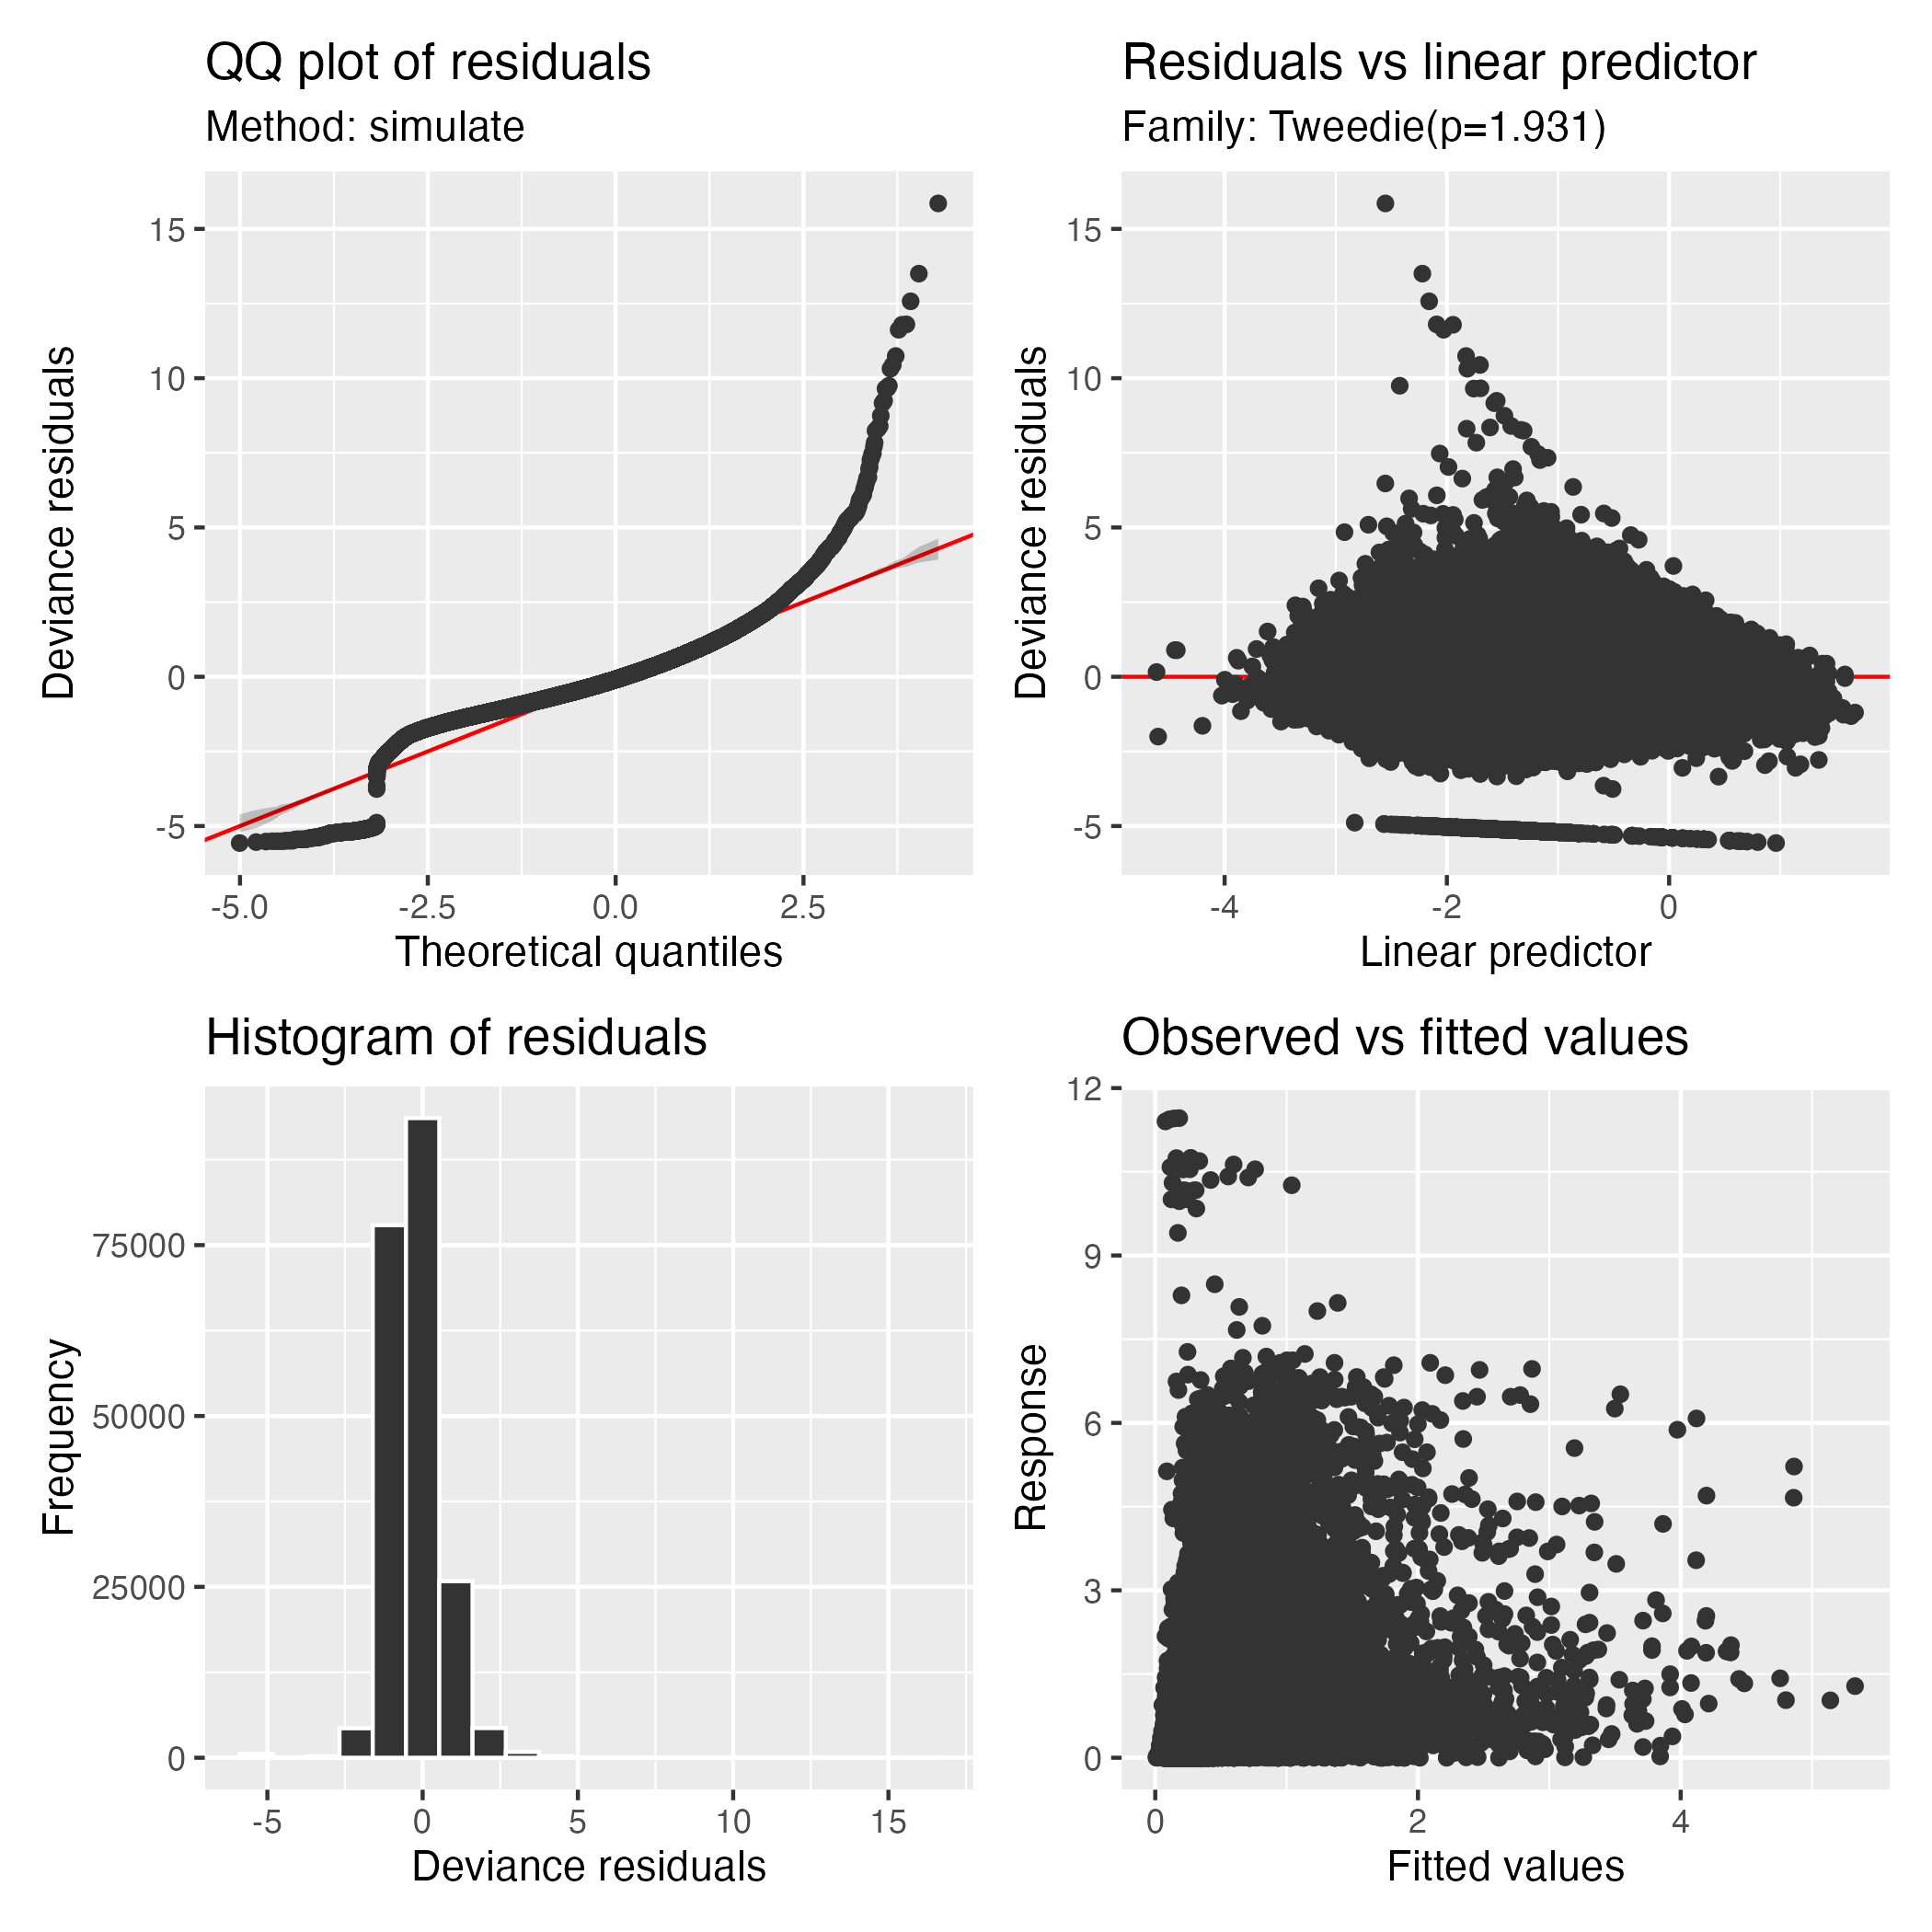 QQ plot of residuals
Method: simulate
15
10
5
0
-5
-5.0
-2.5
0.0
2.5
Deviance residuals
Theoretical quantiles
Residuals vs linear predictor
Family: Tweedie(p=1.931)
15
10
5
0
-5
-4
-2
0
Deviance residuals
Linear predictor
Histogram of residuals
75000
50000
25000
0
-5
0
5
10
15
Frequency
Deviance residuals
Observed vs fitted values
12
9
6
3
0
0
2
4
Response
Fitted values